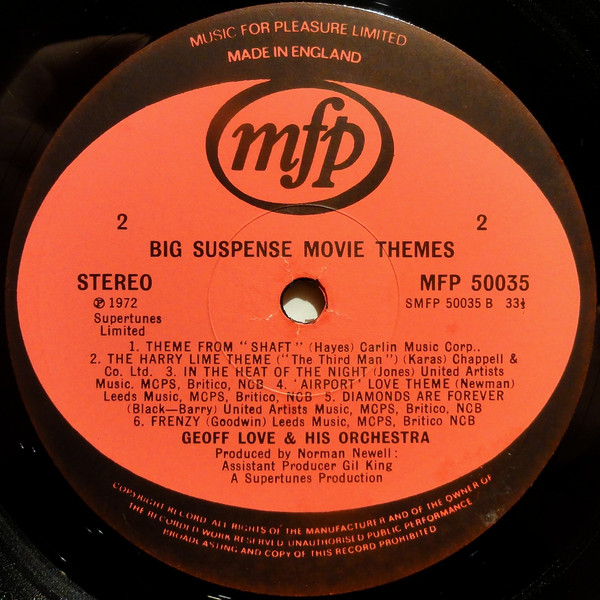 MUSIC FOR PLEASURE LIMITED
MADE IN ENGLAND
mfp
2 2
BIG SUSPENSE MOVIE THEMES
STEREO MFP 50035
Ⓟ 1972 SMFP 50035 B 33⅓
Supertunes
Limited
1. THEME FROM "SHAFT" (Hayes) Carlin Music Corp..
2. THE HARRY LIME THEME ("The Third Man") (Karas) Chappell &
Co. Ltd. 3. IN THE HEAT OF THE NIGHT (Jones) United Artists
Music. MCPS, Britico, NCB 4. 'AIRPORT' LOVE THEME (Newman)
Leeds Music, MCPS, Britico, NCB 5. DIAMONDS ARE FOREVER
(Black—Barry) United Artists Music, MCPS, Britico, NCB
6. FRENZY (Goodwin) Leeds Music, MCPS, Britico NCB
GEOFF LOVE & HIS ORCHESTRA
Produced by Norman Newell:
Assistant Producer Gil King
A Supertunes Production
COPYRIGHT RECORD. ALL RIGHTS OF THE MANUFACTURER AND OF THE OWNER OF
THE RECORDED WORK RESERVED UNAUTHORISED PUBLIC PERFORMANCE
BROADCASTING AND COPY OF THIS RECORD PROHIBITED